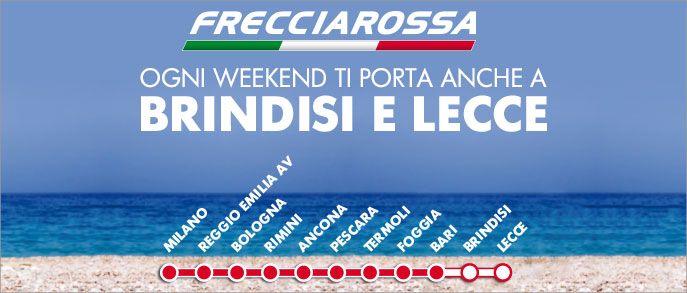 FRECCIAROSSA
OGNI WEEKEND TI PORTA ANCHE A
BRINDISI E LECCE
MILANO
REGGIO EMILIA AV
BOLOGNA
RIMINI
ANCONA
PESCARA
TERMOLI
FOGGIA
BARI
BRINDISI
LECCE